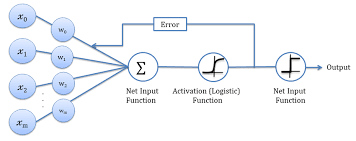 Error
x0
w0
x1
w1
x2
w2
xm
wm
Σ
Net Input
Function
Activation (Logistic)
Function
Net Input
Function
Output